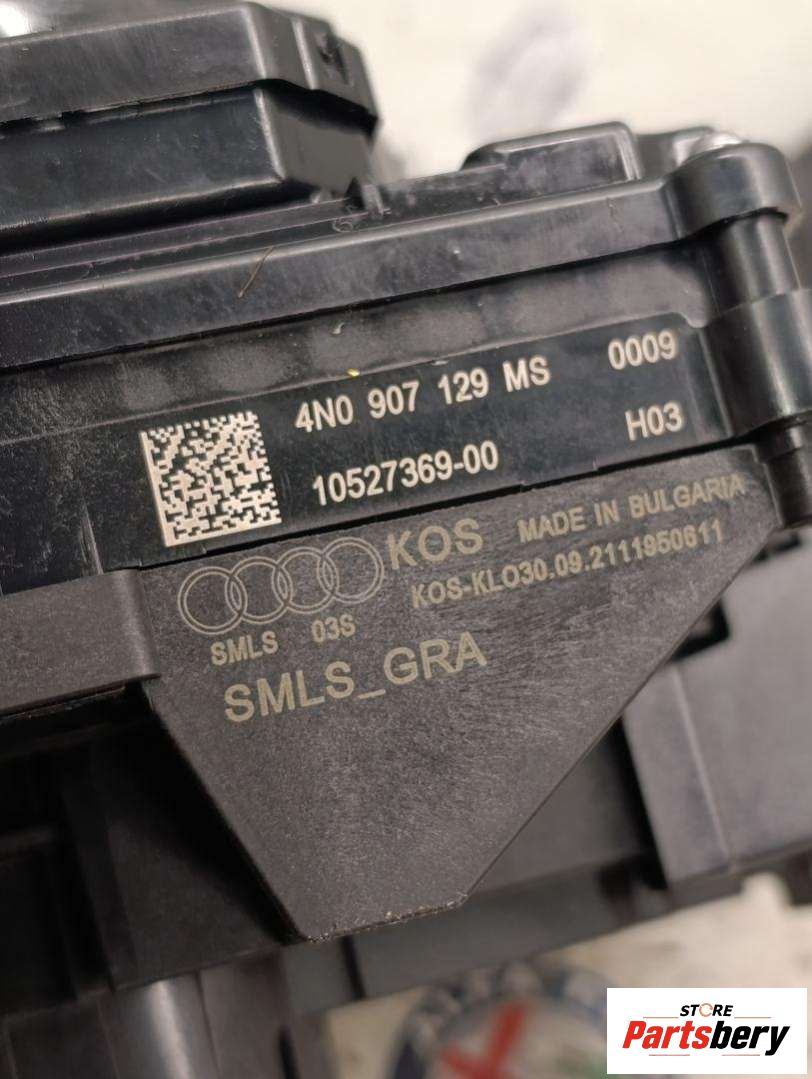 4N0 907 129 MS 0009
10527369-00 H03
KOS MADE IN BULGARIA
KOS-KLO30.09.2111950611
SMLS 03S
SMLS_GRA
STORE
Partsbery